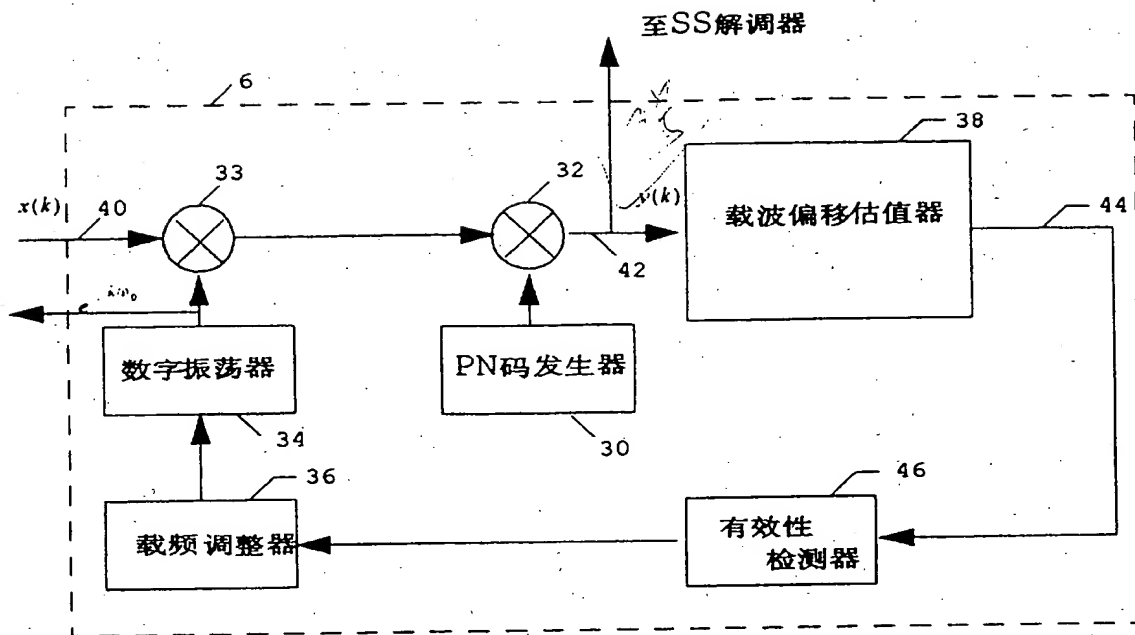 至SS解调器
6
33
32
38
x(k)
40
y(k)
42
载波偏移估值器
44
数字振荡器
34
PN码发生器
30
36
载频调整器
46
有效性
检测器